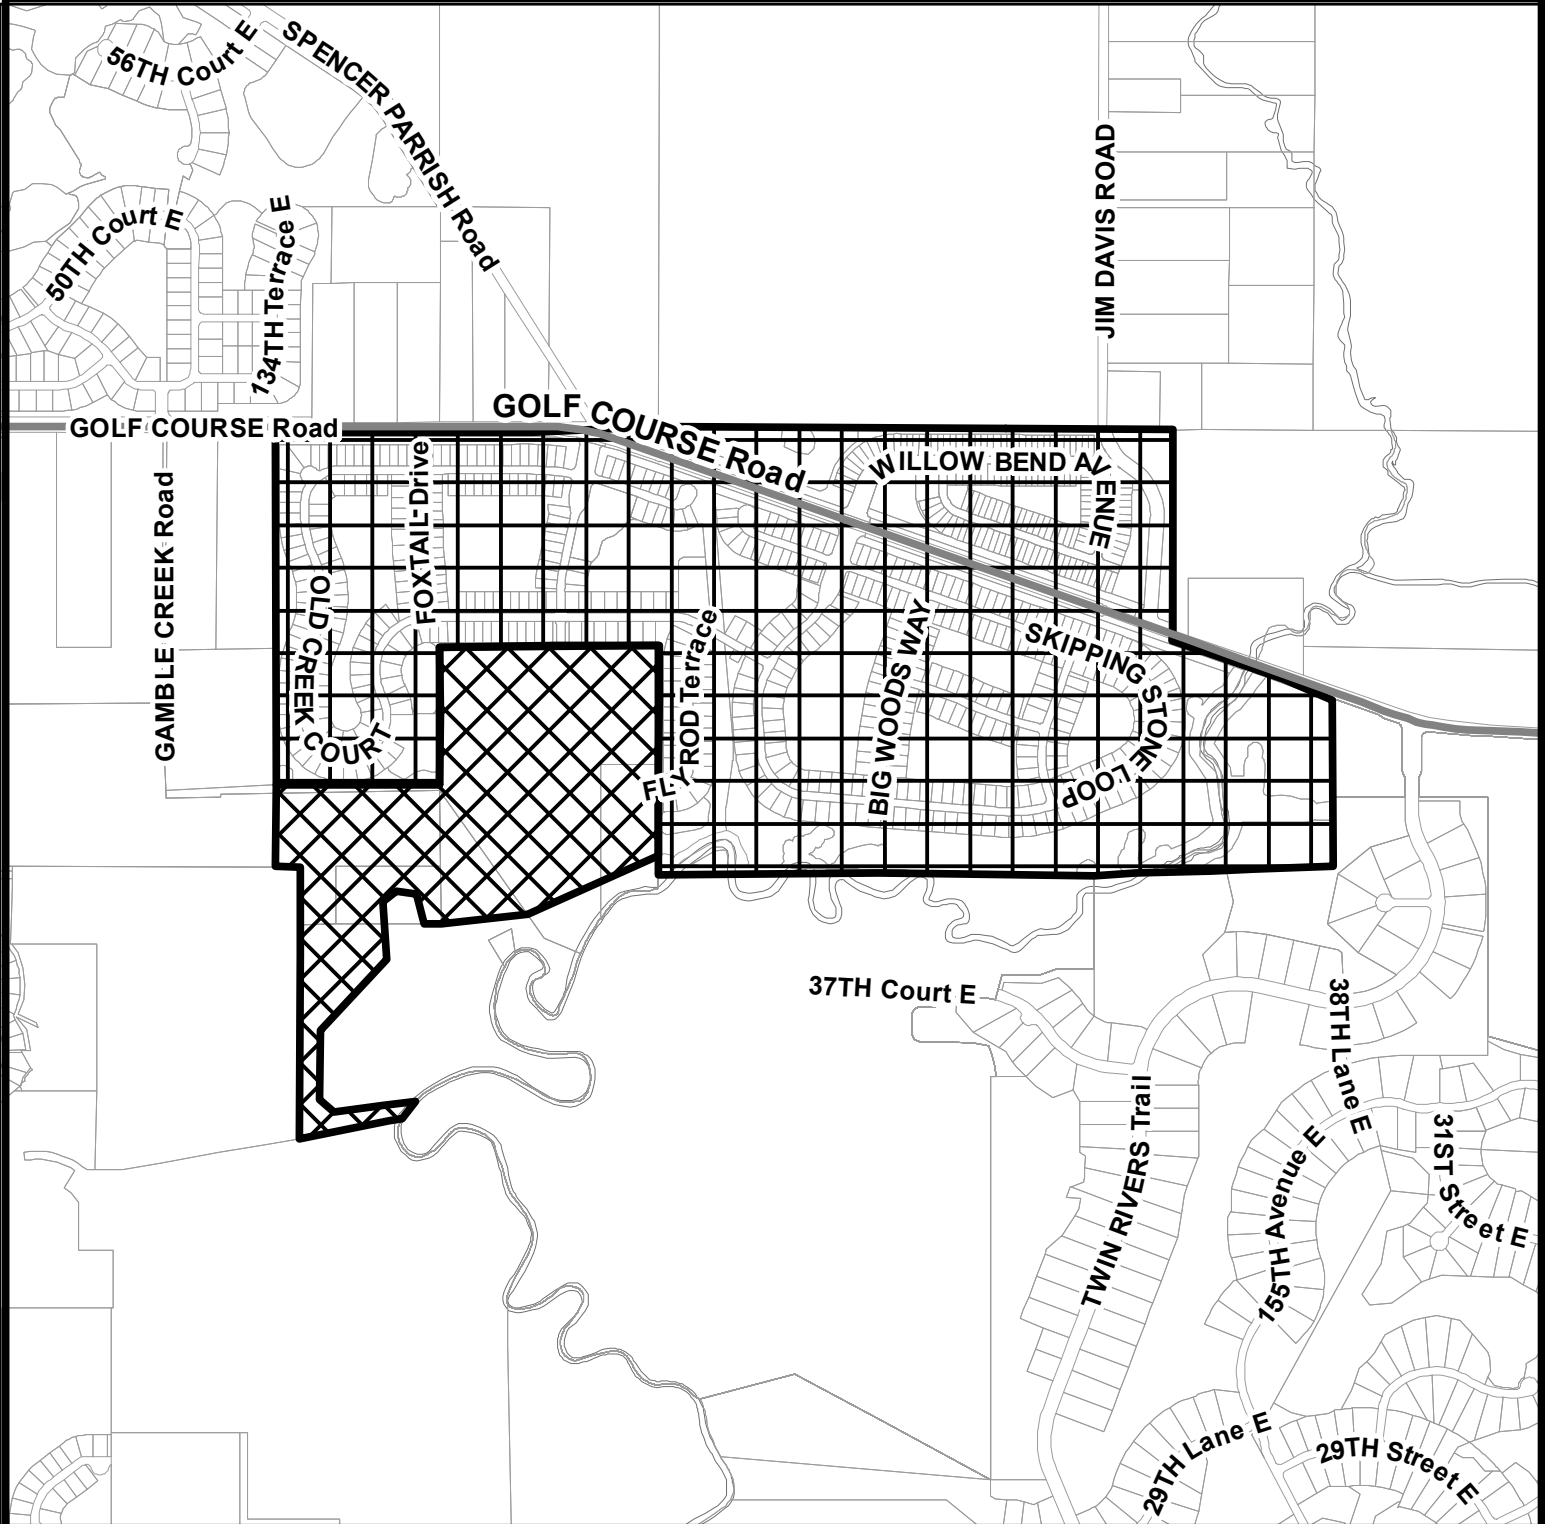 56TH Court E
SPENCER PARRISH Road
JIM DAVIS ROAD
50TH Court E
134TH Terrace E
GOLF COURSE Road
GOLF COURSE Road
WILLOW BEND AVENUE
GAMBLE CREEK Road
FOXTAIL Drive
OLD CREEK COURT
FLY ROD Terrace
BIG WOODS WAY
SKIPPING STONE LOOP
37TH Court E
38TH Lane E
TWIN RIVERS Trail
155TH Avenue E
31ST Street E
29TH Lane E
29TH Street E